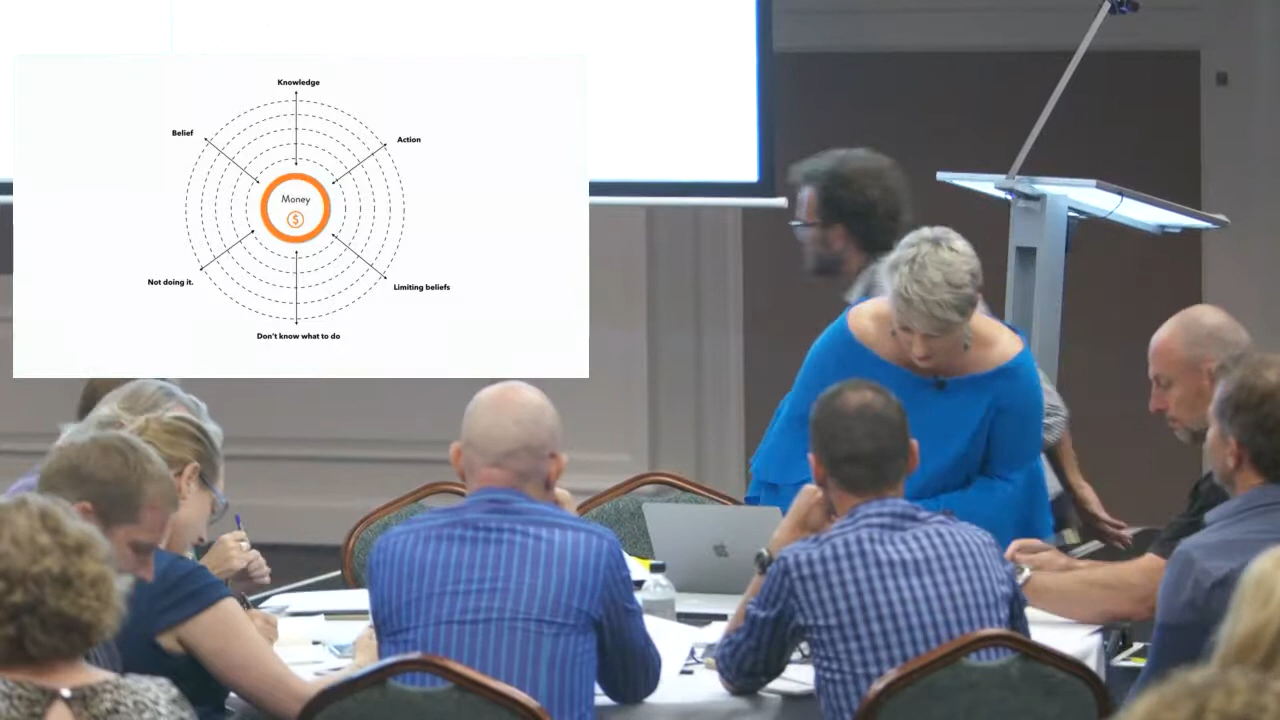 Knowledge
Belief
Action
Money
$
Not doing it.
Limiting beliefs
Don't know what to do